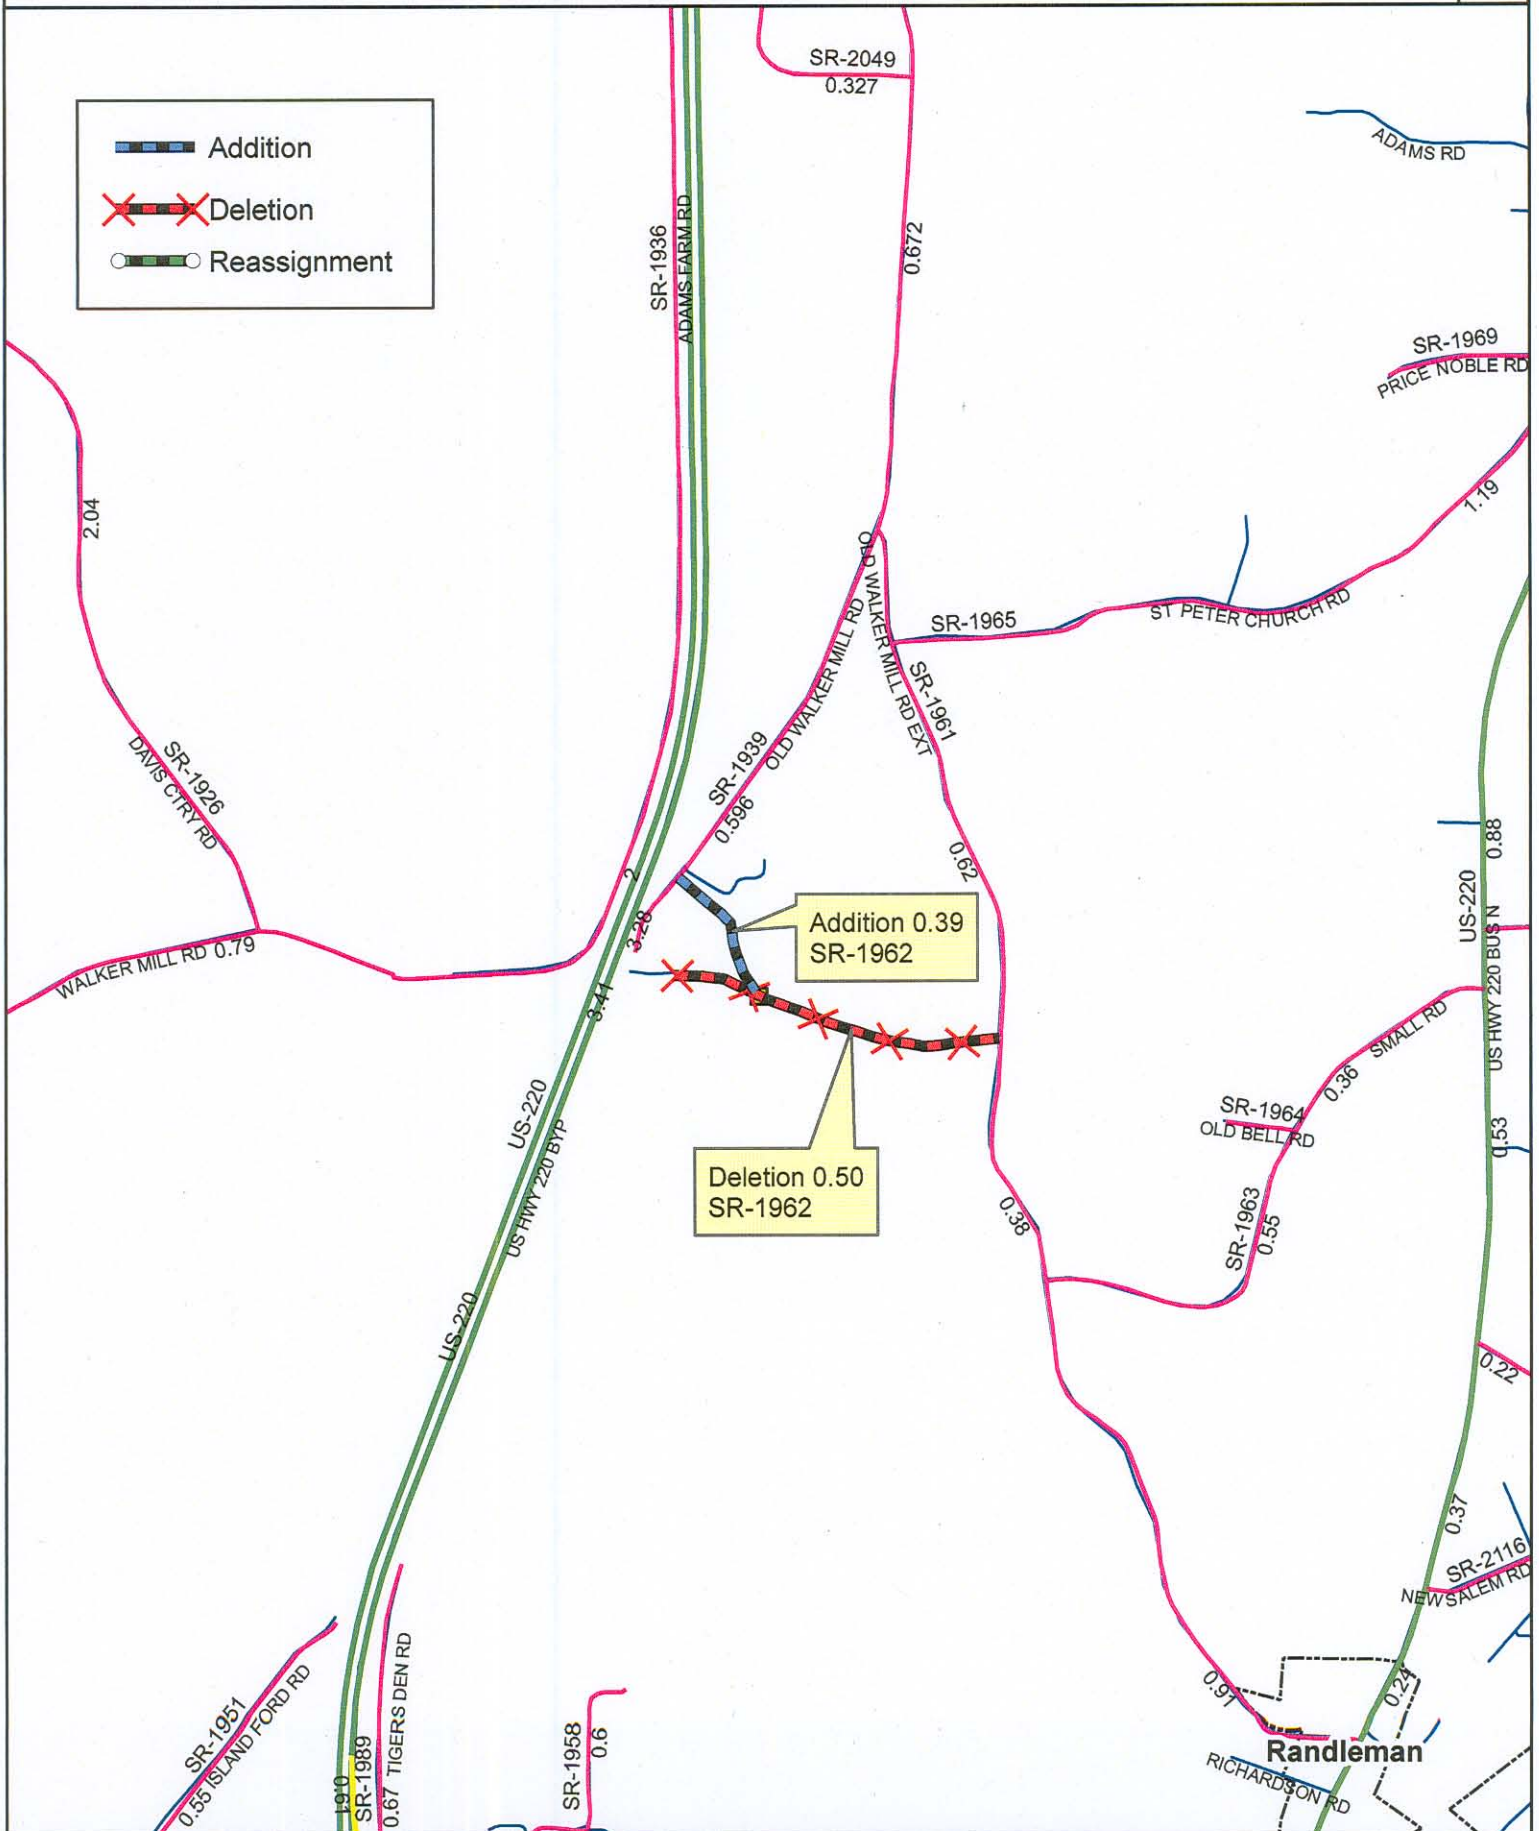 SR-2049
0.327
Addition
Deletion
Reassignment
ADAMS RD
SR-1936
ADAMS FARM RD
0.672
SR-1969
PRICE NOBLE RD
2.04
1.19
OLD WALKER MILL RD EXT
OLD WALKER MILL RD
SR-1965
ST PETER CHURCH RD
SR-1961
SR-1926
DAVIS CTRY RD
SR-1939
0.596
0.62
0.88
2
3.28
US-220
US HWY 220 BUS N
Addition 0.39
SR-1962
WALKER MILL RD 0.79
3.41
SMALL RD
0.36
US-220
US HWY 220 BYP
SR-1964
OLD BELL RD
0.53
Deletion 0.50
SR-1962
0.38
SR-1963
0.55
US-220
0.22
0.37
SR-2116
NEW SALEM RD
SR-1951
0.55 ISLAND FORD RD
0.61
SR-1989
0.67 TIGERS DEN RD
SR-1958
0.6
0.91
0.24
Randleman
RICHARDSON RD